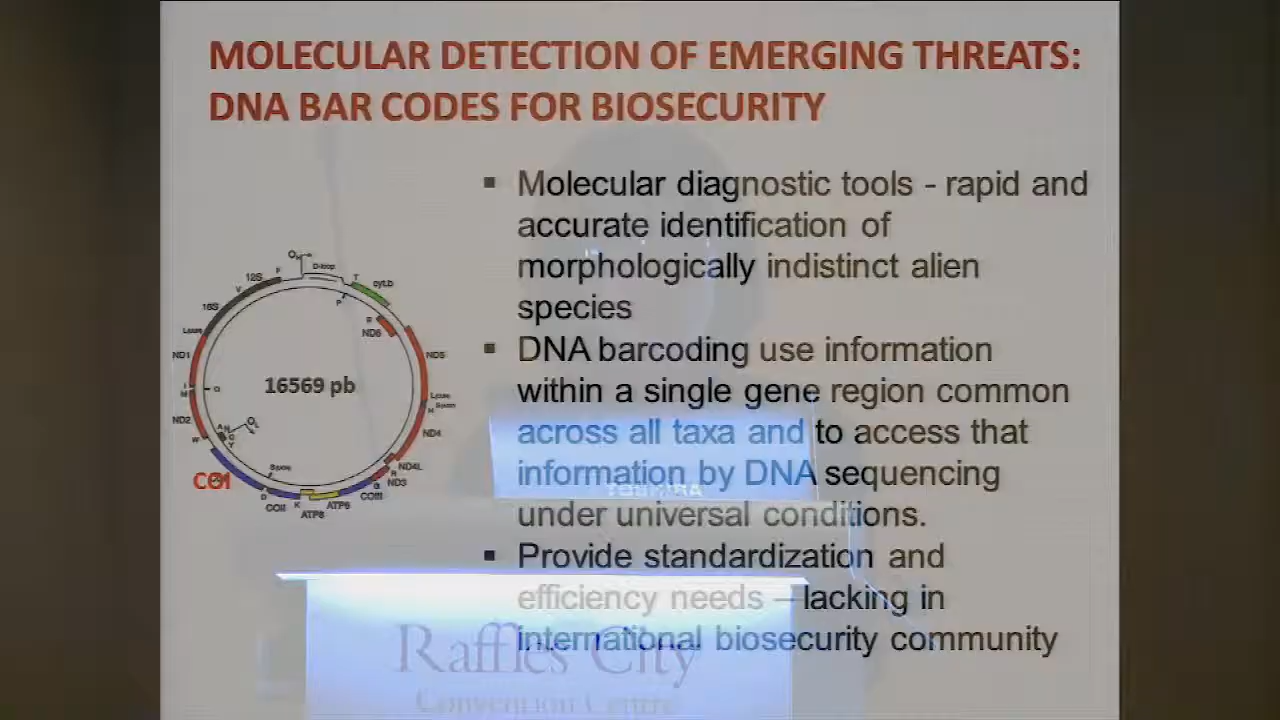 MOLECULAR DETECTION OF EMERGING THREATS:
DNA BAR CODES FOR BIOSECURITY
▪ Molecular diagnostic tools - rapid and
accurate identification of
morphologically indistinct alien
species
▪ DNA barcoding use information
within a single gene region common
across all taxa and to access that
information by DNA sequencing
under universal conditions.
▪ Provide standardization and
efficiency needs – lacking in
international biosecurity community
D-loop
F
T
12S
cyt.b
V
P
16S
E
ND6
ND1
ND5
16569 pb
I
Q
M
ND2
ND4
W
ND4L
R
ND3
G
COI
COIII
D
K
COII
ATP6
ATP8
TOSHIBA
Raffles City
Convention Centre